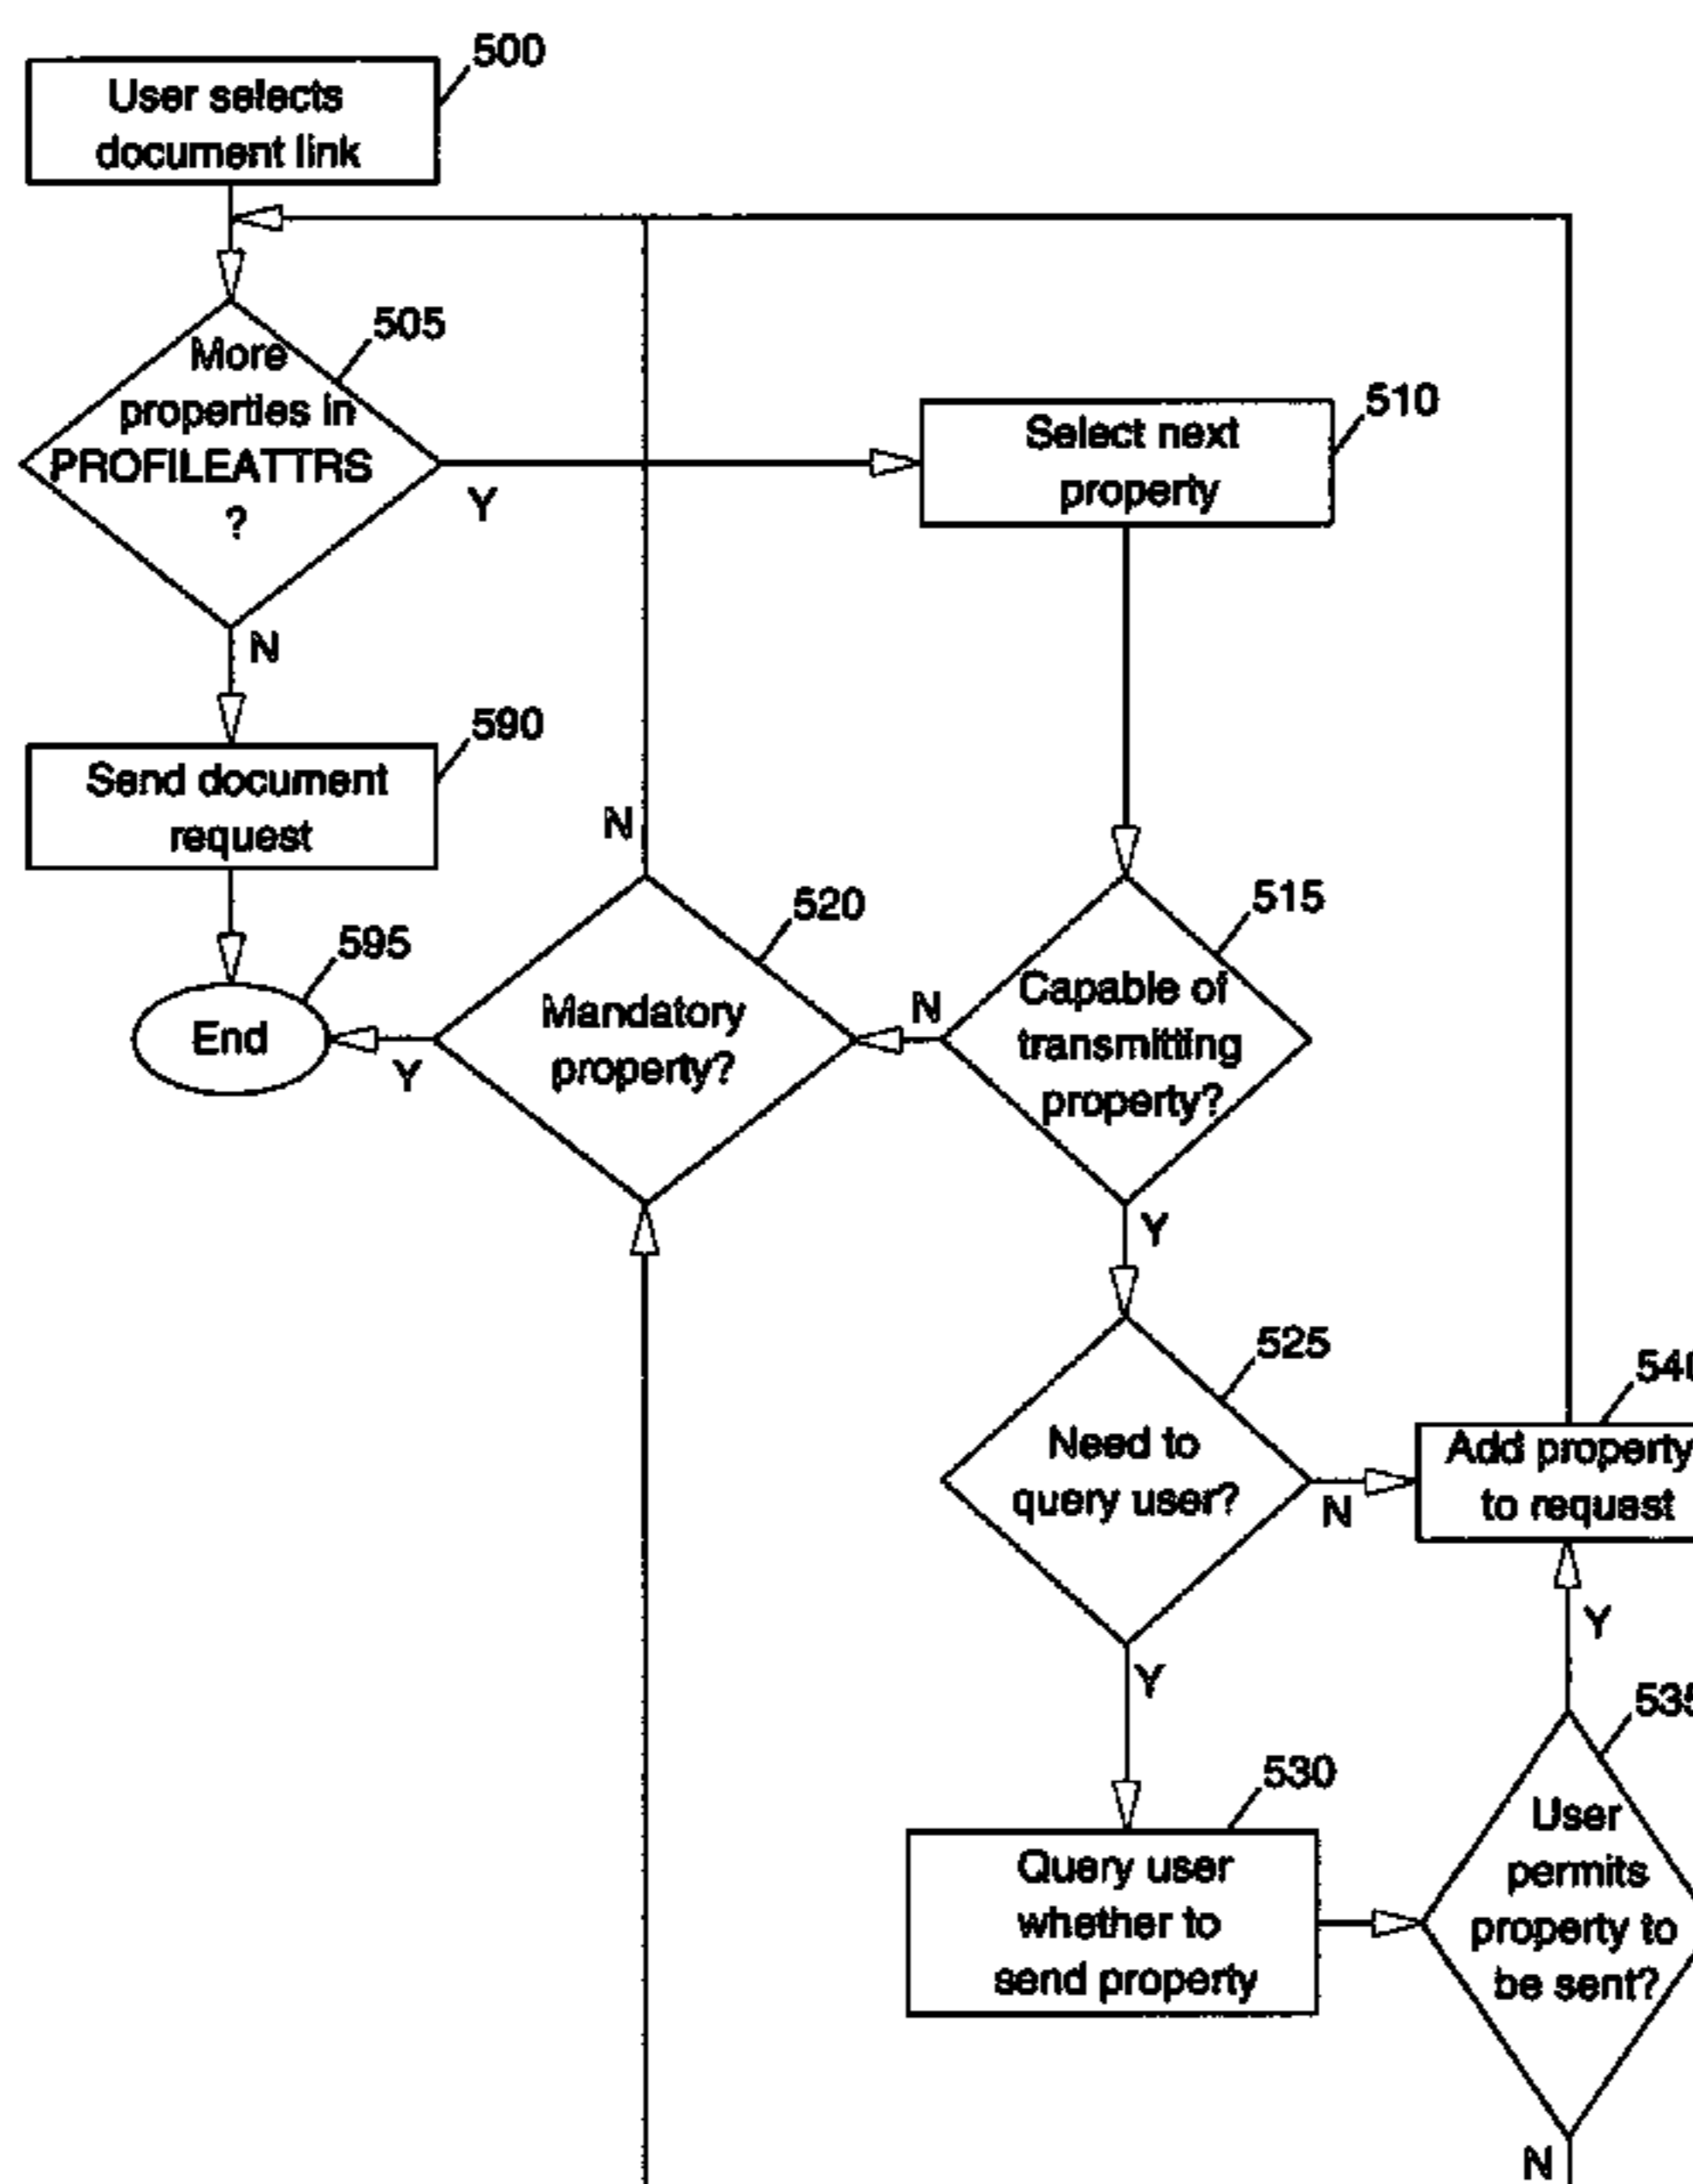 500
User selects
document link
505
More
properties in
PROFILEATTRS
?
Y
N
510
Select next
property
590
Send document
request
N
595
End
Y
520
Mandatory
property?
N
515
Capable of
transmitting
property?
Y
525
Need to
query user?
N
Y
540
Add property
to request
Y
530
Query user
whether to
send property
535
User
permits
property to
be sent?
N